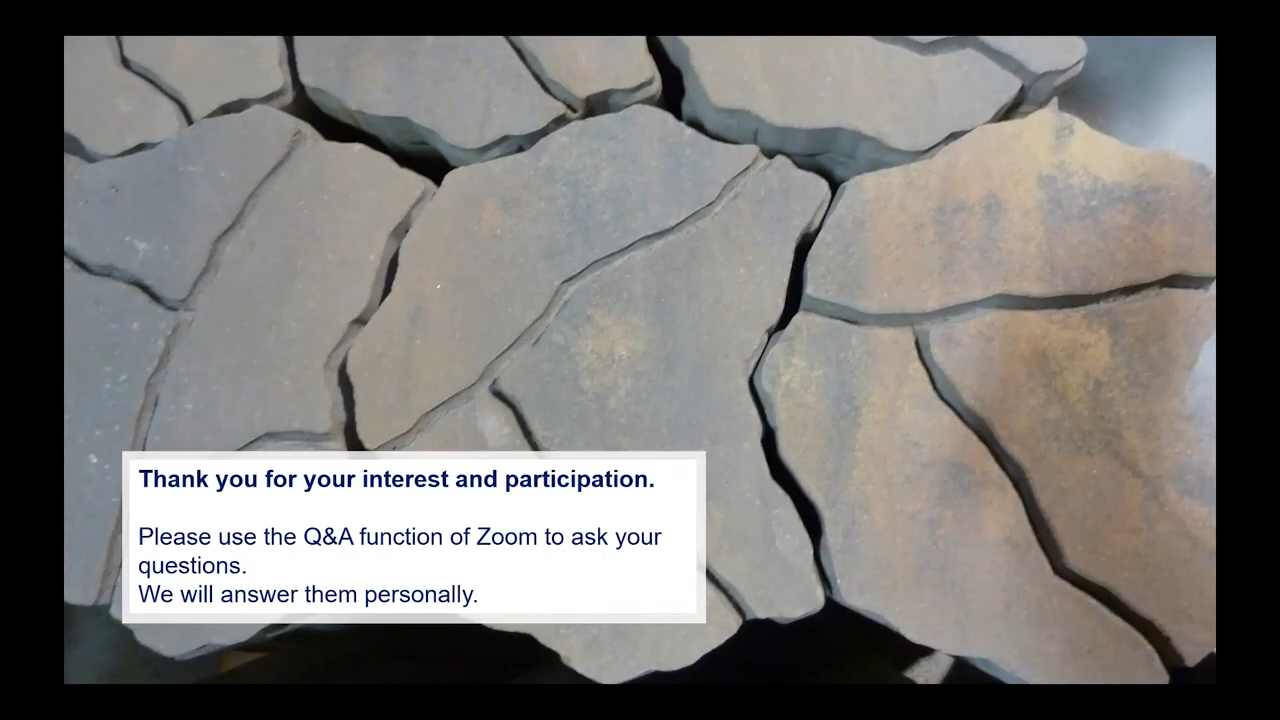 Thank you for your interest and participation.
Please use the Q&A function of Zoom to ask your
questions.
We will answer them personally.